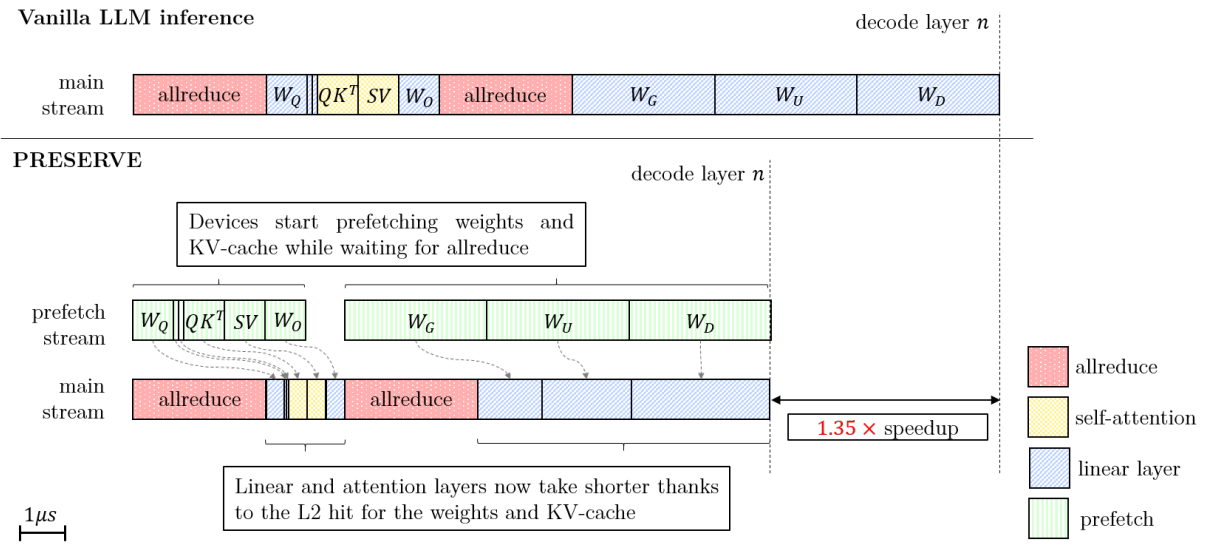 Vanilla LLM inference
decode layer n
main
stream
allreduce W_Q QK^T SV W_O allreduce W_G W_U W_D
PRESERVE
decode layer n
Devices start prefetching weights and
KV-cache while waiting for allreduce
prefetch
stream
W_Q QK^T SV W_O W_G W_U W_D
main
stream
allreduce allreduce
1.35 × speedup
Linear and attention layers now take shorter thanks
to the L2 hit for the weights and KV-cache
1μs
allreduce
self-attention
linear layer
prefetch